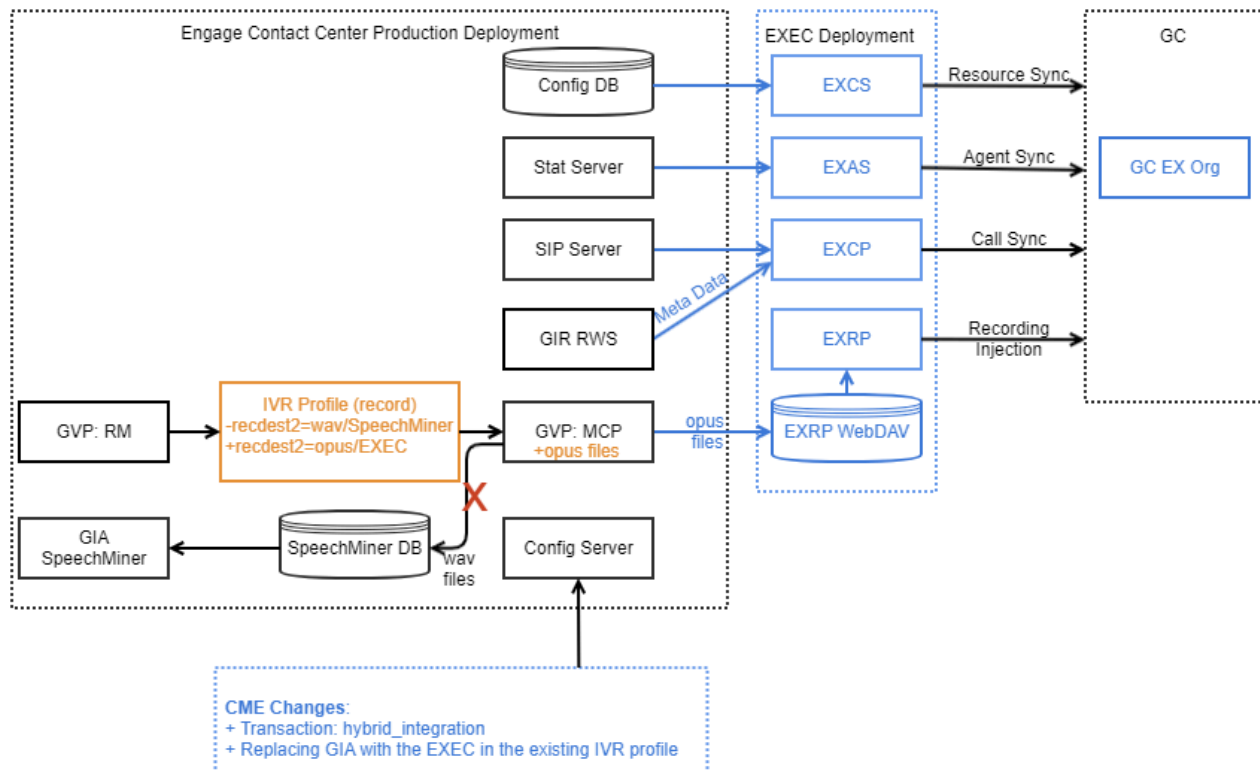 Engage Contact Center Production Deployment
EXEC Deployment
GC
Config DB
EXCS
Resource Sync
Stat Server
EXAS
Agent Sync
GC EX Org
SIP Server
EXCP
Call Sync
Meta Data
GIR RWS
EXRP
Recording
Injection
GVP: RM
IVR Profile (record)
-recdest2=wav/SpeechMiner
+recdest2=opus/EXEC
GVP: MCP
+opus files
opus
files
EXRP WebDAV
X
GIA
SpeechMiner
SpeechMiner DB
wav
files
Config Server
CME Changes:
+ Transaction: hybrid_integration
+ Replacing GIA with the EXEC in the existing IVR profile